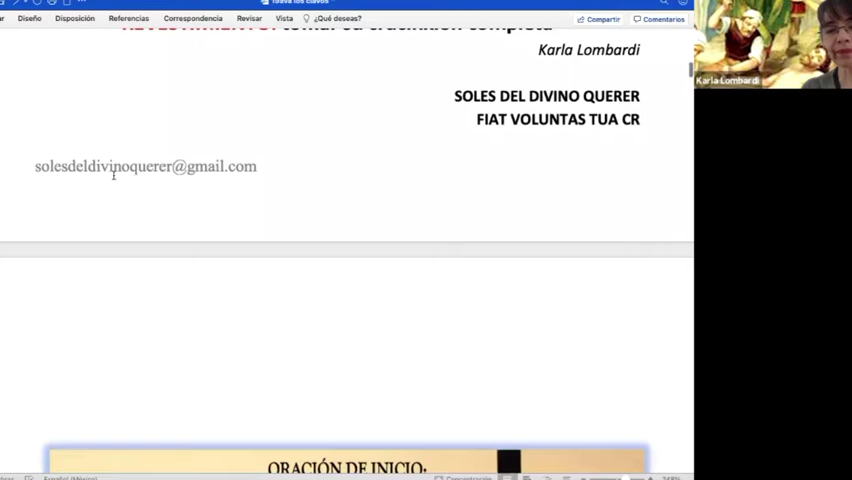 Diseño Disposición Referencias Correspondencia Revisar Vista ¿Qué deseas?
Compartir Comentarios
Karla Lombardi
SOLES DEL DIVINO QUERER
FIAT VOLUNTAS TUA CR
solesdeldivinoquerer@gmail.com
ORACIÓN DE INICIO:
Karla Lombardi